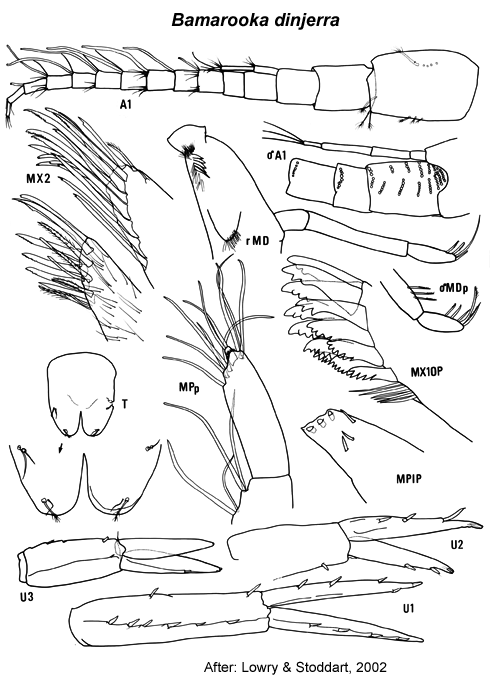 Bamarooka dinjerra
A1
MX2
♂A1
rMD
♂MDp
MX1OP
MPp
T
MPIP
U2
U3
U1
After: Lowry & Stoddart, 2002